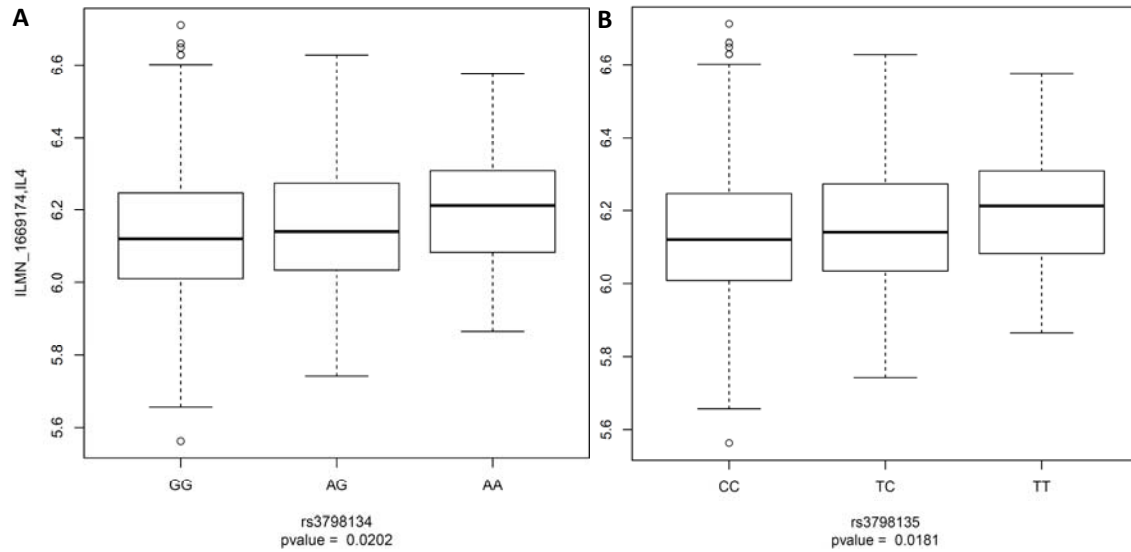 A
B
ILMN_1669174,IL4
6.6
6.4
6.2
6.0
5.8
5.6
GG
AG
AA
rs3798134
pvalue = 0.0202
6.6
6.4
6.2
6.0
5.8
5.6
CC
TC
TT
rs3798135
pvalue = 0.0181